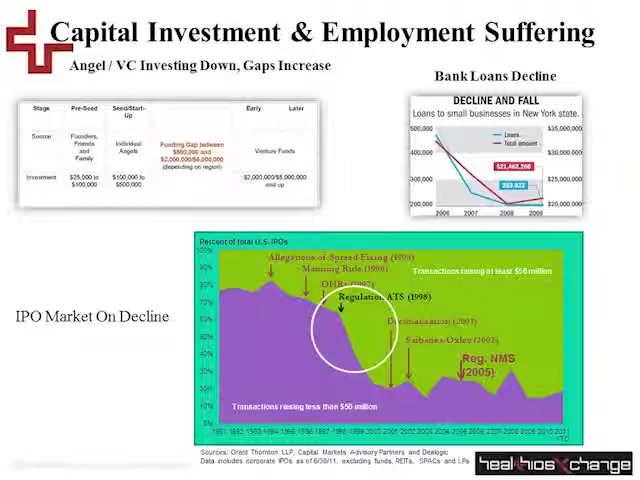 Capital Investment & Employment Suffering
Angel / VC Investing Down, Gaps Increase
Bank Loans Decline
Stage Pre-Seed Seed/Start-Up Early Later
Source Founders, Friends and Family Individual Angels Funding Gap between $500,000 and $2,000,000/$5,000,000 (depending on region) Venture Funds
Investment $25,000 to $100,000 $100,000 to $500,000 $2,000,000/$5,000,000 and up
DECLINE AND FALL
Loans to small businesses in New York state.
500,000 Loans $35,000,000
Total amount
400,000 $30,000,000
$21,462,268
300,000 $25,000,000
203,822
200,000 $20,000,000
2006 2007 2008 2009
IPO Market On Decline
Percent of total U.S. IPOs
100%
90%
80%
70%
60%
50%
40%
30%
20%
10%
0%
Allegations of Spread-Fixing (1994)
Manning Rule (1996)
OHRs (1997)
Regulation ATS (1998)
Decimalization (2001)
Sarbanes-Oxley (2002)
Reg. NMS
(2005)
Transactions raising at least $50 million
Transactions raising less than $50 million
1991 1992 1993 1994 1995 1996 1997 1998 1999 2000 2001 2002 2003 2004 2005 2006 2007 2008 2009 2010 2011
YTD
Sources: Grant Thornton LLP, Capital Markets Advisory Partners and Dealogic
Data includes corporate IPOs as of 6/30/11, excluding funds, REITs, SPACs and LPs
healthiosXchange